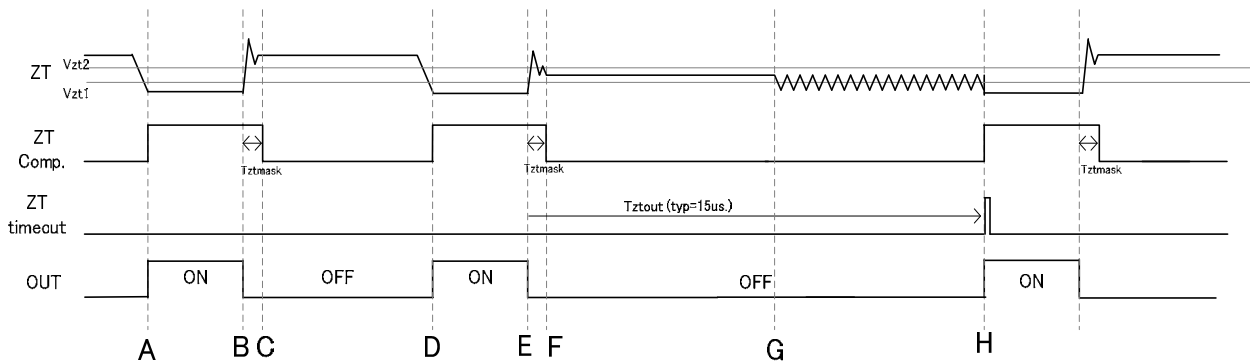 ZT
Vzt2
Vzt1
ZT
Comp.
Tztmask
Tztmask
Tztmask
ZT
timeout
Tztout (typ=15us.)
OUT
ON
OFF
ON
OFF
ON
A
B
C
D
E
F
G
H